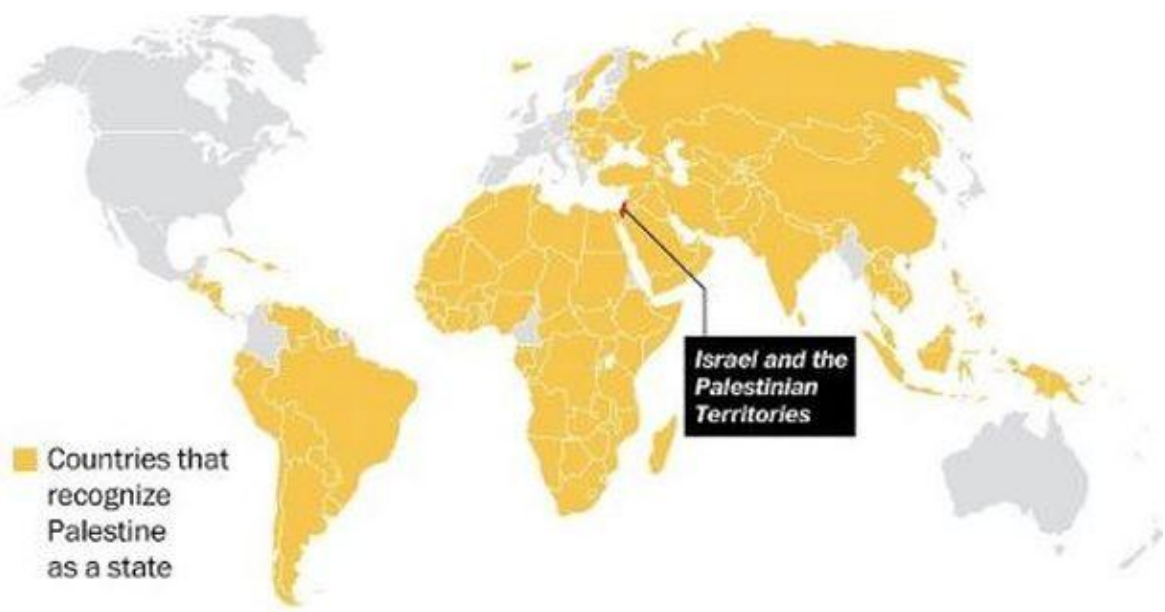 Israel and the
Palestinian
Territories
Countries that
recognize
Palestine
as a state